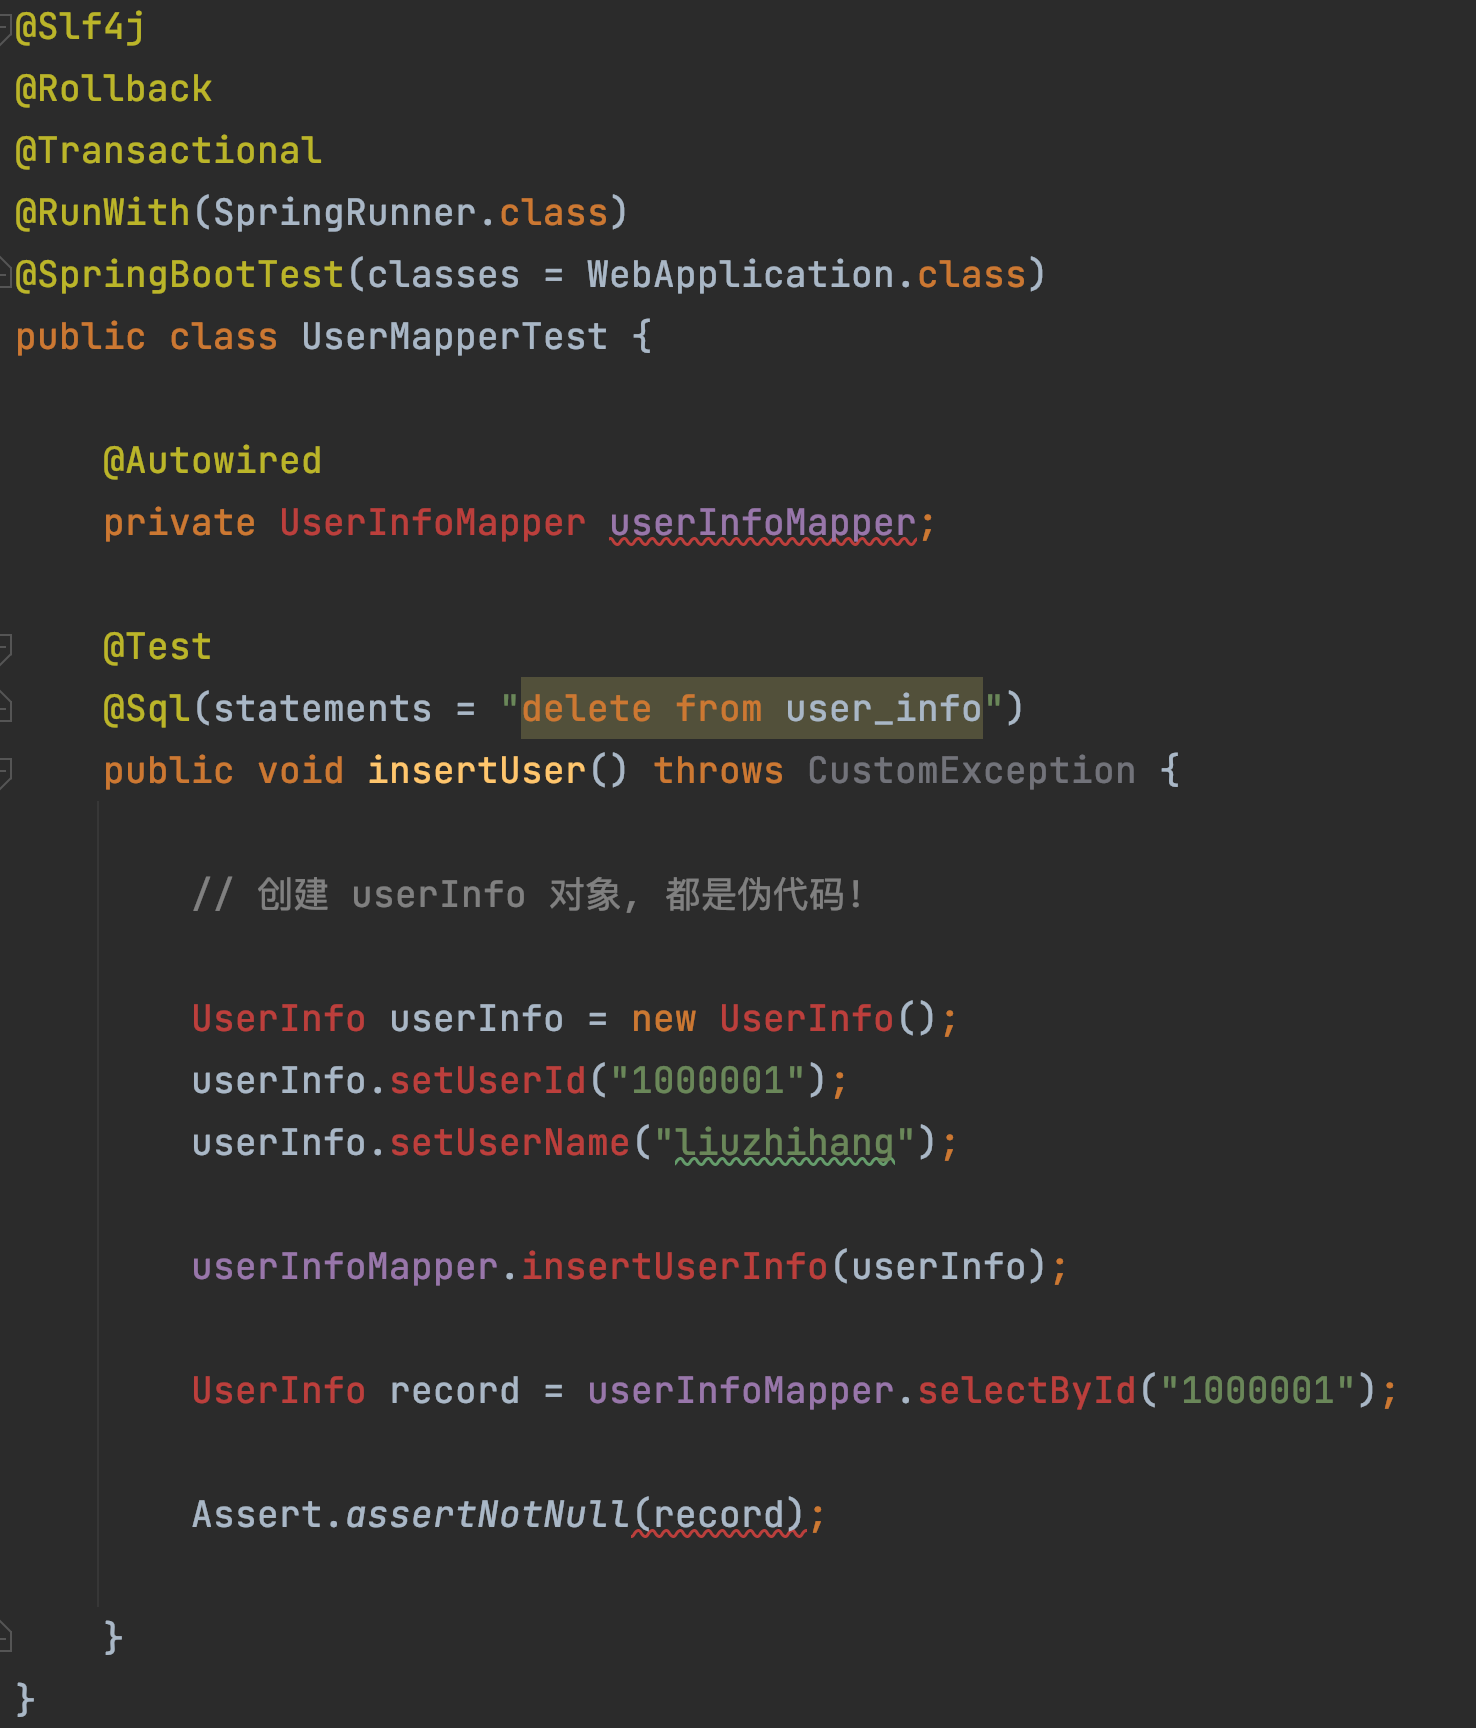 @Slf4j
@Rollback
@Transactional
@RunWith(SpringRunner.class)
@SpringBootTest(classes = WebApplication.class)
public class UserMapperTest {
@Autowired
private UserInfoMapper userInfoMapper;
@Test
@Sql(statements = "delete from user_info")
public void insertUser() throws CustomException {
// 创建 userInfo 对象, 都是伪代码!
UserInfo userInfo = new UserInfo();
userInfo.setUserId("1000001");
userInfo.setUserName("liuzhihang");
userInfoMapper.insertUserInfo(userInfo);
UserInfo record = userInfoMapper.selectById("1000001");
Assert.assertNotNull(record);
}
}